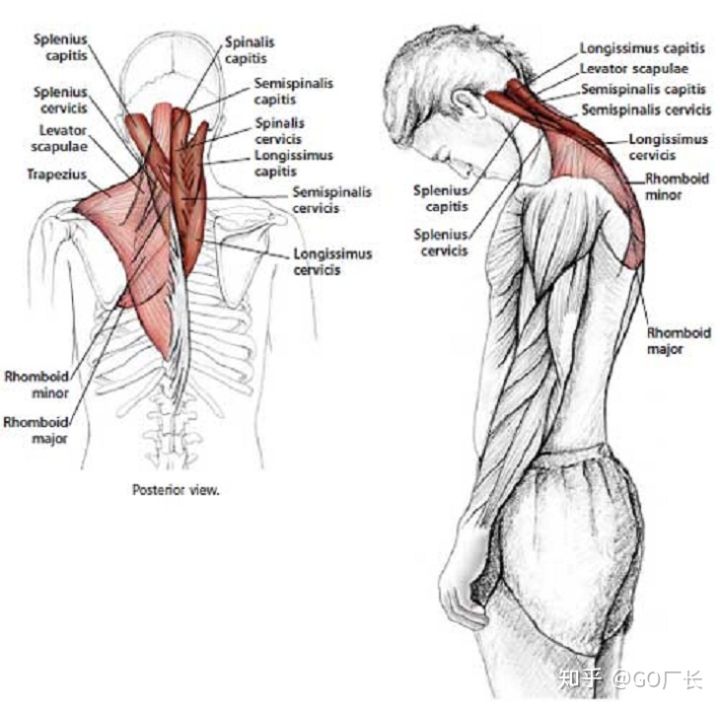 Splenius
capitis
Splenius
cervicis
Levator
scapulae
Trapezius
Rhomboid
minor
Rhomboid
major
Spinalis
capitis
Semispinalis
capitis
Spinalis
cervicis
Longissimus
capitis
Semispinalis
cervicis
Longissimus
cervicis
Posterior view.
Longissimus capitis
Levator scapulae
Semispinalis capitis
Semispinalis cervicis
Longissimus
cervicis
Rhomboid
minor
Splenius
capitis
Splenius
cervicis
Rhomboid
major
知乎 @GO厂长